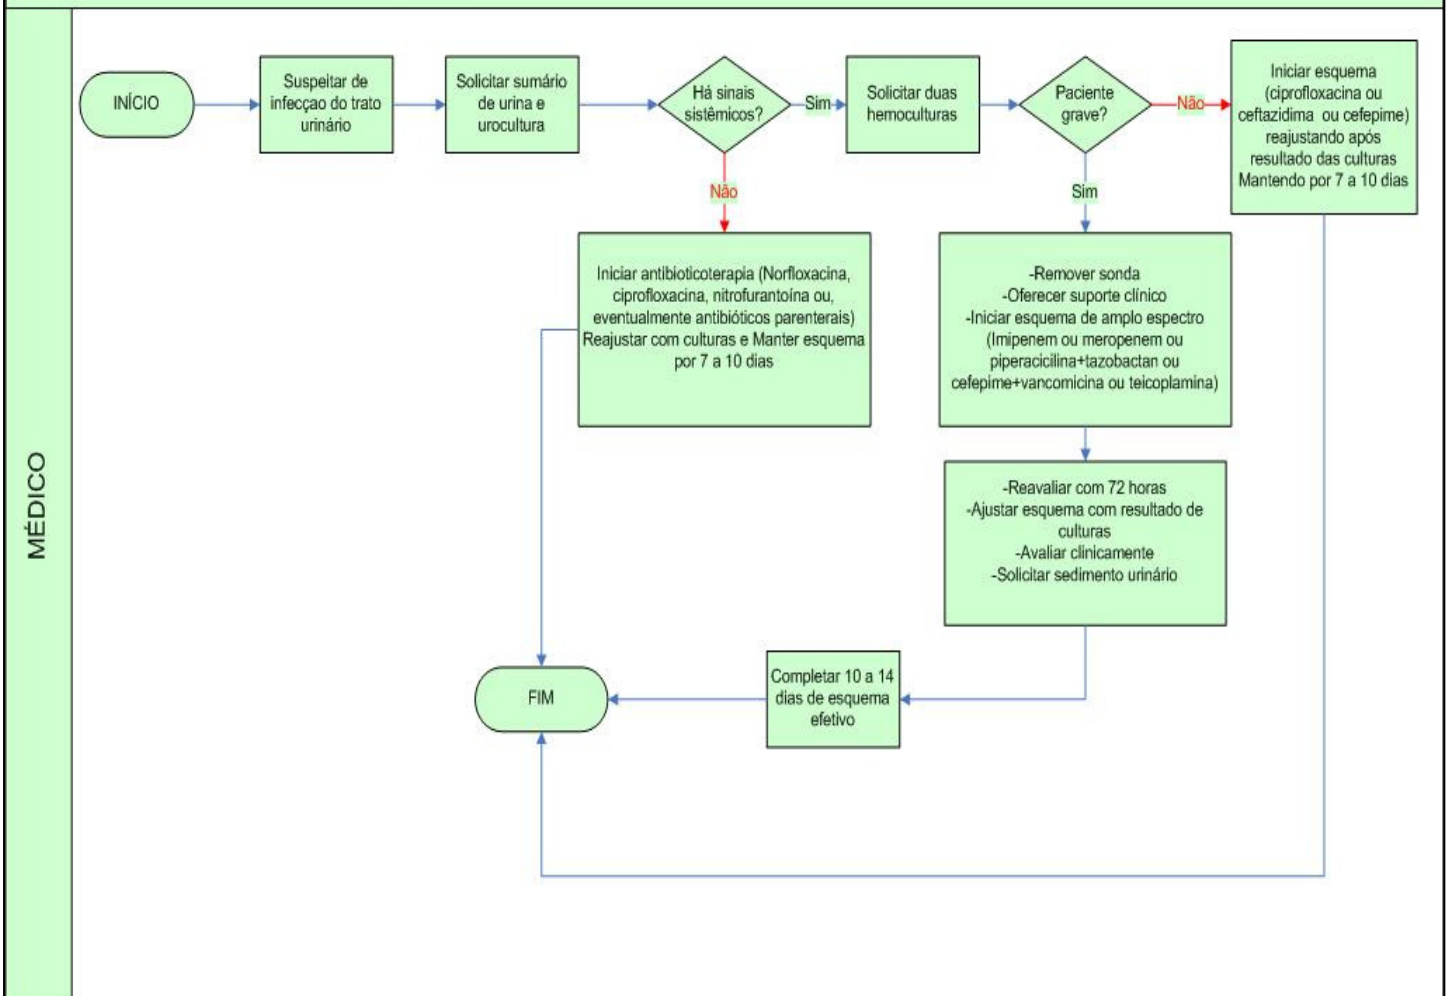 MÉDICO
INÍCIO
Suspeitar de
infecçao do trato
urinário
Solicitar sumário
de urina e
urocultura
Há sinais
sistêmicos?
Sim
Solicitar duas
hemoculturas
Paciente
grave?
Não
Iniciar esquema
(ciprofloxacina ou
ceftazidima ou cefepime)
reajustando após
resultado das culturas
Mantendo por 7 a 10 dias
Não
Sim
Iniciar antibioticoterapia (Norfloxacina,
ciprofloxacina, nitrofurantoína ou,
eventualmente antibióticos parenterais)
Reajustar com culturas e Manter esquema
por 7 a 10 dias
-Remover sonda
-Oferecer suporte clínico
-Iniciar esquema de amplo espectro
(Imipenem ou meropenem ou
piperacicilina+tazobactan ou
cefepime+vancomicina ou teicoplamina)
-Reavaliar com 72 horas
-Ajustar esquema com resultado de
culturas
-Avaliar clinicamente
-Solicitar sedimento urinário
Completar 10 a 14
dias de esquema
efetivo
FIM